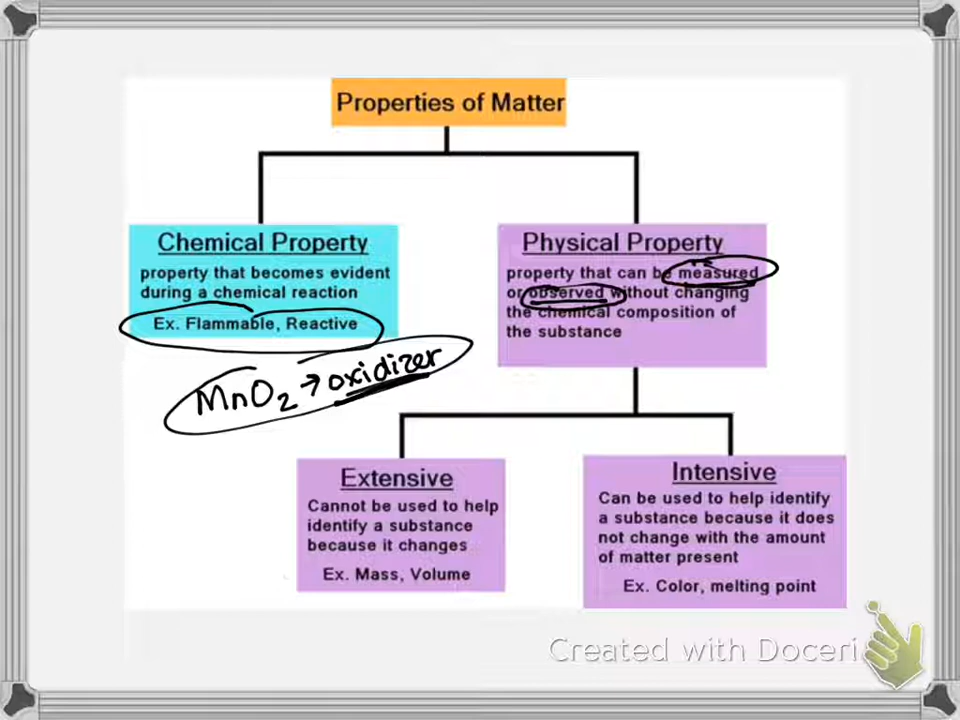 Properties of Matter
Chemical Property
property that becomes evident
during a chemical reaction
Ex. Flammable, Reactive
MnO₂ → oxidizer
Physical Property
property that can be measured
or observed without changing
the chemical composition of
the substance
Extensive
Cannot be used to help
identify a substance
because it changes
Ex. Mass, Volume
Intensive
Can be used to help identify
a substance because it does
not change with the amount
of matter present
Ex. Color, melting point
Created with Doceri